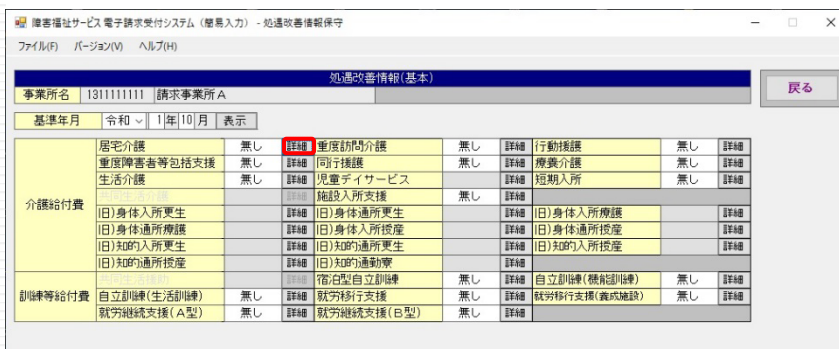 障害福祉サービス 電子請求受付システム（簡易入力） - 処遇改善情報保守
ファイル(F) バージョン(V) ヘルプ(H)
処遇改善情報(基本)
戻る
事業所名 1311111111 請求事業所A
基準年月 令和 1 年 10 月 表示
介護給付費
居宅介護 無し 詳細 重度訪問介護 無し 詳細 行動援護 無し 詳細
重度障害者等包括支援 無し 詳細 同行援護 無し 詳細 療養介護 無し 詳細
生活介護 無し 詳細 児童デイサービス 詳細 短期入所 無し 詳細
共同生活介護 詳細 施設入所支援 無し 詳細
(旧)身体入所更生 詳細 (旧)身体通所更生 詳細 (旧)身体入所療護 詳細
(旧)身体通所療護 詳細 (旧)身体入所授産 詳細 (旧)身体通所授産 詳細
(旧)知的入所更生 詳細 (旧)知的通所更生 詳細 (旧)知的入所授産 詳細
(旧)知的通所授産 詳細 (旧)知的通勤寮 詳細
訓練等給付費
共同生活援助 詳細 宿泊型自立訓練 無し 詳細 自立訓練(機能訓練) 無し 詳細
自立訓練(生活訓練) 無し 詳細 就労移行支援 無し 詳細 就労移行支援(養成施設) 無し 詳細
就労継続支援(A型) 無し 詳細 就労継続支援(B型) 無し 詳細